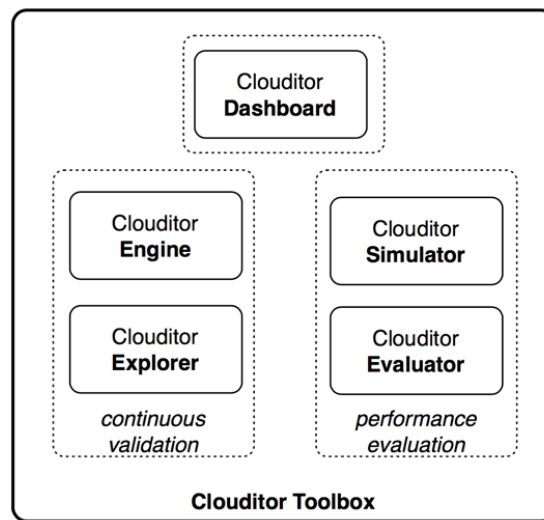 Clouditor
Dashboard
Clouditor
Engine
Clouditor
Explorer
continuous
validation
Clouditor
Simulator
Clouditor
Evaluator
performance
evaluation
Clouditor Toolbox